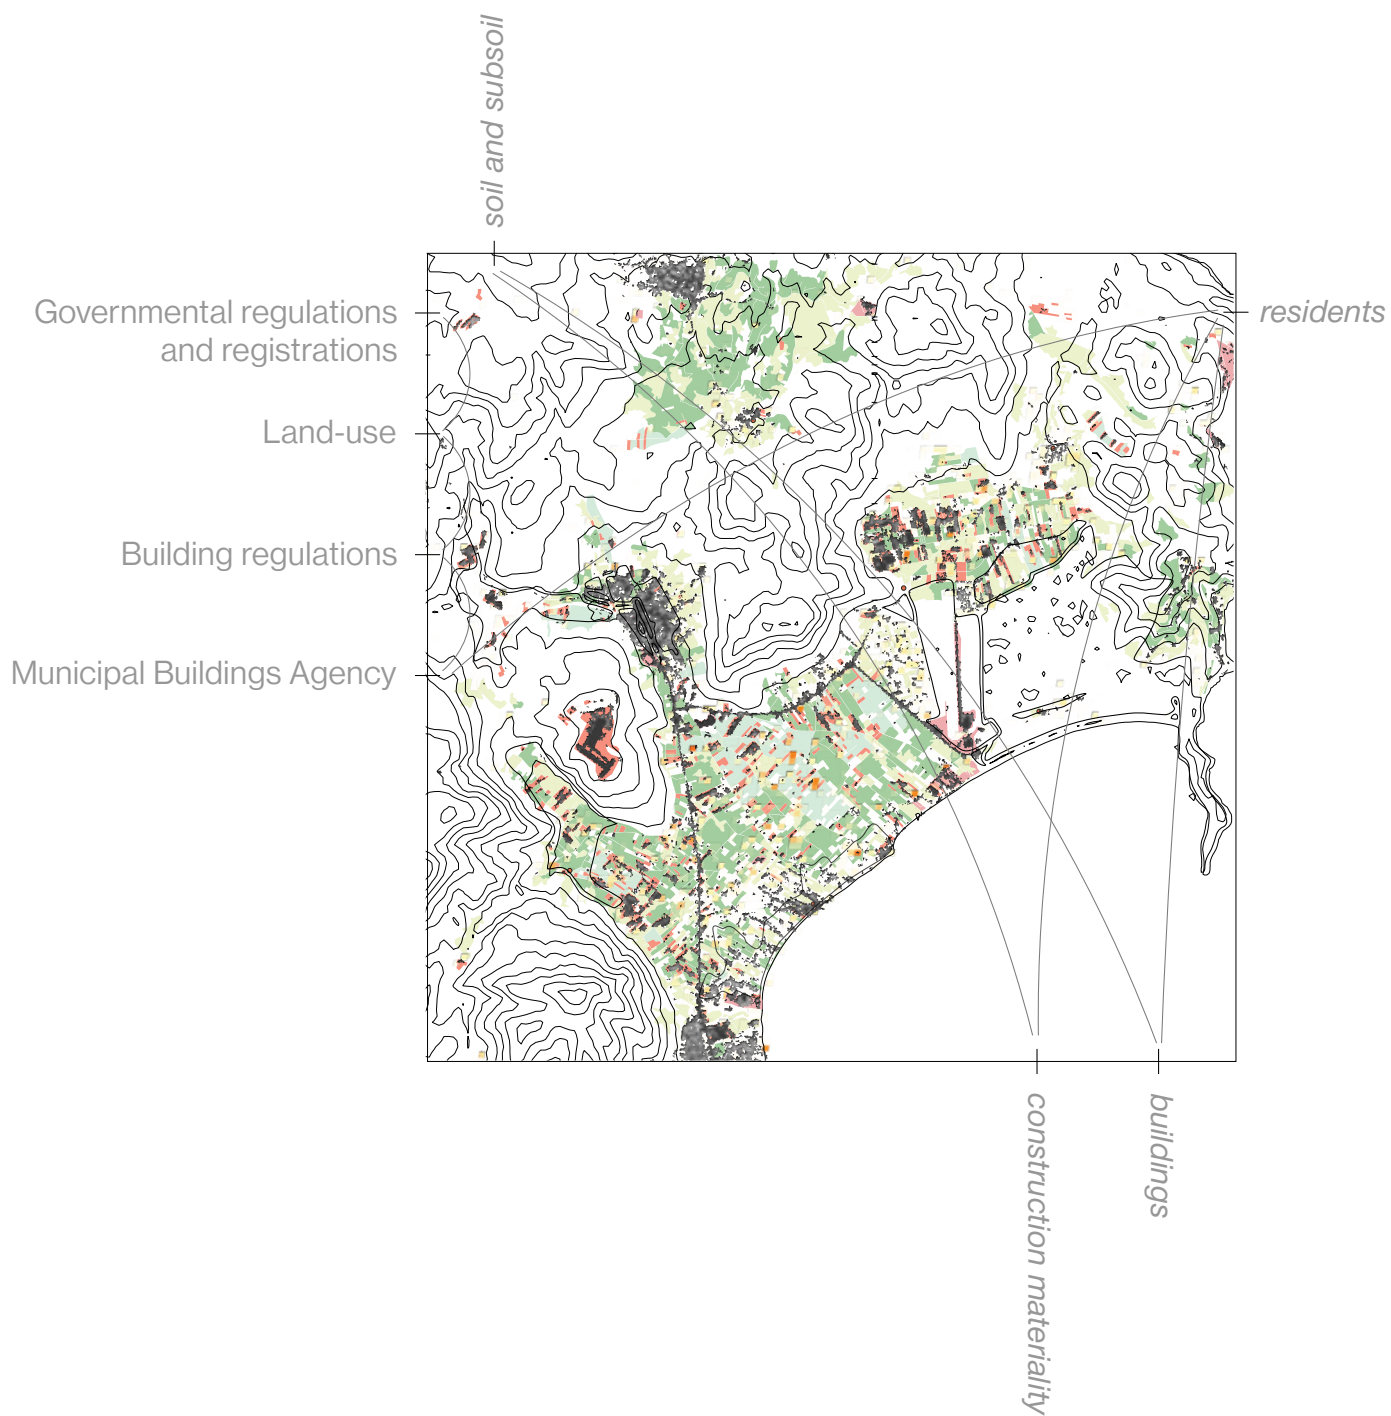 soil and subsoil
Governmental regulations
and registrations
residents
Land-use
Building regulations
Municipal Buildings Agency
construction materiality
buildings